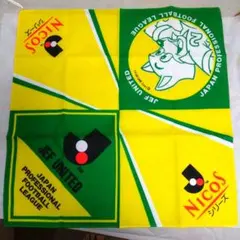 NICOS
シリーズ
JAPAN PROFESSIONAL FOOTBALL LEAGUE
JEF UNITED
JEF UNITED
JAPAN
PROFESSIONAL
FOOTBALL
LEAGUE
NICOS
シリーズ